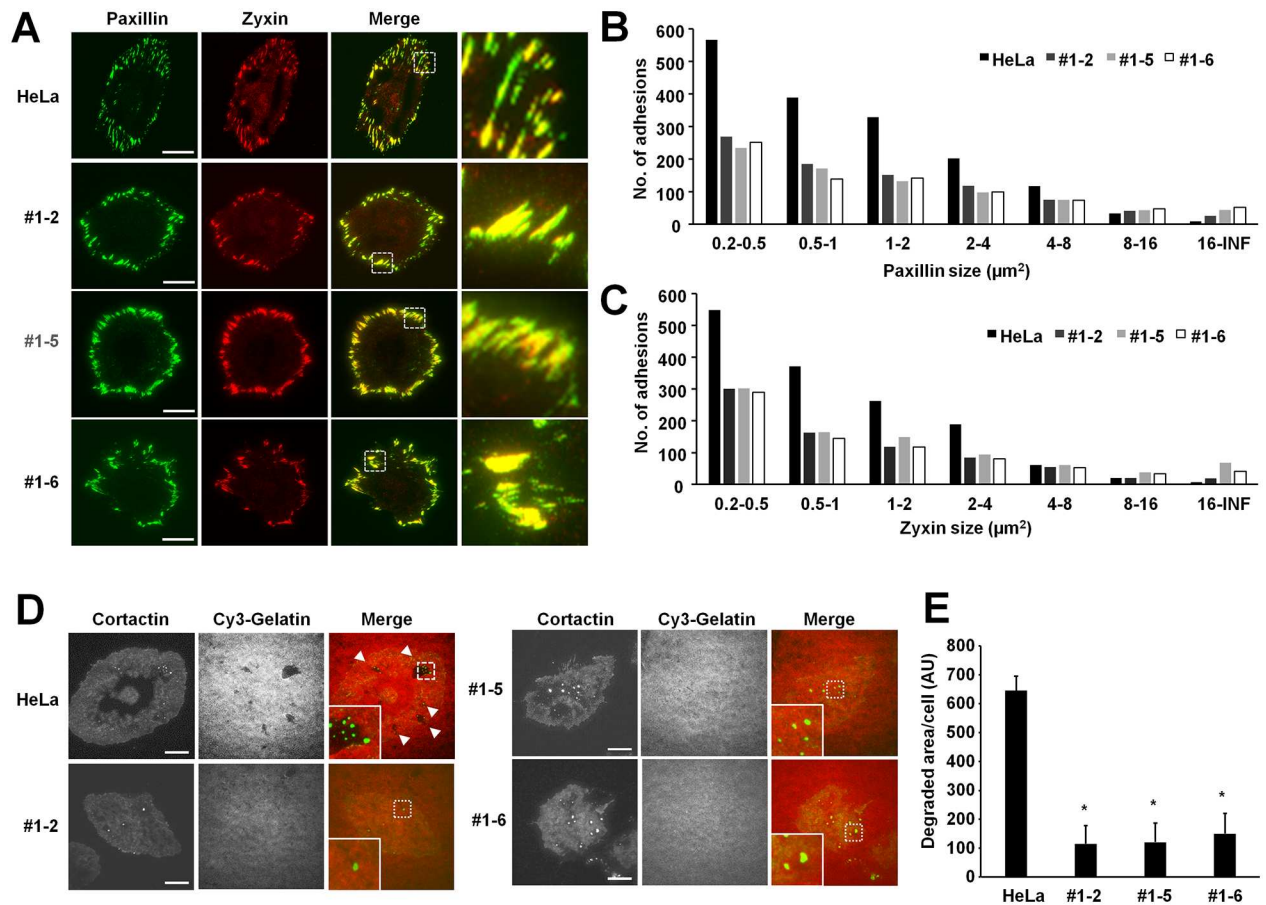 A
Paxillin Zyxin Merge
HeLa
#1-2
#1-5
#1-6
B
600
500
400
300
200
100
0
No. of adhesions
HeLa #1-2 #1-5 #1-6
0.2-0.5 0.5-1 1-2 2-4 4-8 8-16 16-INF
Paxillin size (µm²)
C
600
500
400
300
200
100
0
No. of adhesions
HeLa #1-2 #1-5 #1-6
0.2-0.5 0.5-1 1-2 2-4 4-8 8-16 16-INF
Zyxin size (µm²)
D
Cortactin Cy3-Gelatin Merge
HeLa
#1-2
Cortactin Cy3-Gelatin Merge
#1-5
#1-6
E
800
700
600
500
400
300
200
100
0
Degraded area/cell (AU)
* * *
HeLa #1-2 #1-5 #1-6